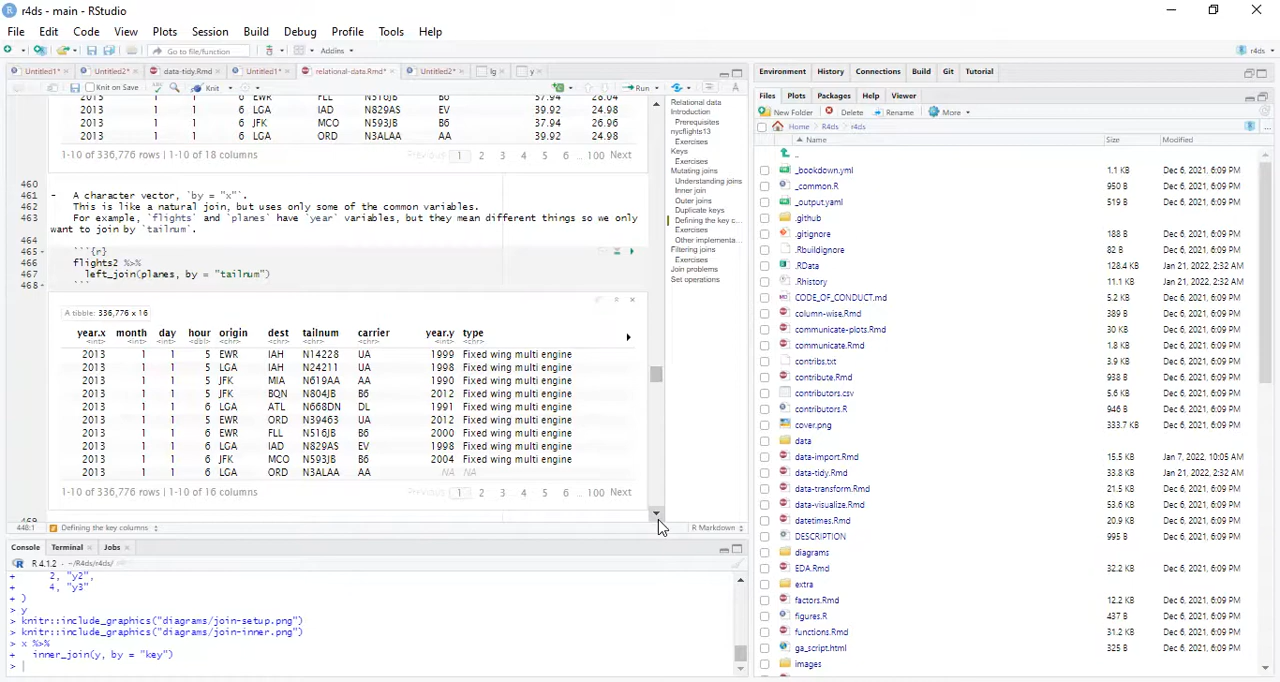 r4ds - main - RStudio
File Edit Code View Plots Session Build Debug Profile Tools Help
Go to file/function Addins r4ds
Untitled1* Untitled2* data-tidy.Rmd Untitled1* relational-data.Rmd* Untitled2* lg y
Knit on Save Knit Run
LGA IAD N829AS EV 39.92 24.98
2013 1 1 6 JFK MCO N593JB B6 37.94 26.96
2013 1 1 6 LGA ORD N3ALAA AA 39.92 24.98
1-10 of 336,776 rows | 1-10 of 18 columns Previous 1 2 3 4 5 6 ... 100 Next
460
461 - A character vector, `by = "x"`.
462 This is like a natural join, but uses only some of the common variables.
463 For example, `flights` and `planes` have `year` variables, but they mean different things so we only
want to join by `tailnum`.
464
465 ```{r}
466 flights2 %>%
467 left_join(planes, by = "tailnum")
468 ```
A tibble: 336,776 x 16
year.x month day hour origin dest tailnum carrier year.y type
<int> <int> <int> <dbl> <chr> <chr> <chr> <chr> <int> <chr>
2013 1 1 5 EWR IAH N14228 UA 1999 Fixed wing multi engine
2013 1 1 5 LGA IAH N24211 UA 1998 Fixed wing multi engine
2013 1 1 5 JFK MIA N619AA AA 1990 Fixed wing multi engine
2013 1 1 5 JFK BQN N804JB B6 2012 Fixed wing multi engine
2013 1 1 6 LGA ATL N668DN DL 1991 Fixed wing multi engine
2013 1 1 5 EWR ORD N39463 UA 2012 Fixed wing multi engine
2013 1 1 6 EWR FLL N516JB B6 2000 Fixed wing multi engine
2013 1 1 6 LGA IAD N829AS EV 1998 Fixed wing multi engine
2013 1 1 6 JFK MCO N593JB B6 2004 Fixed wing multi engine
2013 1 1 6 LGA ORD N3ALAA AA NA NA
1-10 of 336,776 rows | 1-10 of 16 columns Previous 1 2 3 4 5 6 ... 100 Next
469
448:1 Defining the key columns R Markdown
Relational data
Introduction
Prerequisites
nycflights13
Exercises
Keys
Exercises
Mutating joins
Understanding joins
Inner join
Outer joins
Duplicate keys
Defining the key c...
Exercises
Other implementa...
Filtering joins
Exercises
Join problems
Set operations
Console Terminal Jobs
R 4.1.2 · ~/R4ds/r4ds/
+ 2, "y2",
+ 4, "y3"
+ )
> y
> knitr::include_graphics("diagrams/join-setup.png")
> knitr::include_graphics("diagrams/join-inner.png")
> x %>%
+ inner_join(y, by = "key")
>
Environment History Connections Build Git Tutorial
Files Plots Packages Help Viewer
New Folder Delete Rename More
Home R4ds r4ds
Name Size Modified
..
_bookdown.yml 1.1 KB Dec 6, 2021, 6:09 PM
_common.R 950 B Dec 6, 2021, 6:09 PM
_output.yaml 519 B Dec 6, 2021, 6:09 PM
.github
.gitignore 188 B Dec 6, 2021, 6:09 PM
.Rbuildignore 82 B Dec 6, 2021, 6:09 PM
.RData 128.4 KB Jan 21, 2022, 2:32 AM
.Rhistory 11.1 KB Jan 21, 2022, 2:32 AM
CODE_OF_CONDUCT.md 5.2 KB Dec 6, 2021, 6:09 PM
column-wise.Rmd 389 B Dec 6, 2021, 6:09 PM
communicate-plots.Rmd 30 KB Dec 6, 2021, 6:09 PM
communicate.Rmd 1.8 KB Dec 6, 2021, 6:09 PM
contribs.txt 3.9 KB Dec 6, 2021, 6:09 PM
contribute.Rmd 938 B Dec 6, 2021, 6:09 PM
contributors.csv 5.6 KB Dec 6, 2021, 6:09 PM
contributors.R 946 B Dec 6, 2021, 6:09 PM
cover.png 333.7 KB Dec 6, 2021, 6:09 PM
data
data-import.Rmd 15.5 KB Jan 7, 2022, 10:05 AM
data-tidy.Rmd 33.8 KB Jan 21, 2022, 2:32 AM
data-transform.Rmd 21.5 KB Dec 6, 2021, 6:09 PM
data-visualize.Rmd 53.6 KB Dec 6, 2021, 6:09 PM
datetimes.Rmd 20.9 KB Dec 6, 2021, 6:09 PM
DESCRIPTION 995 B Dec 6, 2021, 6:09 PM
diagrams
EDA.Rmd 32.2 KB Dec 6, 2021, 6:09 PM
extra
factors.Rmd 12.2 KB Dec 6, 2021, 6:09 PM
figures.R 437 B Dec 6, 2021, 6:09 PM
functions.Rmd 31.2 KB Dec 6, 2021, 6:09 PM
ga_script.html 325 B Dec 6, 2021, 6:09 PM
images